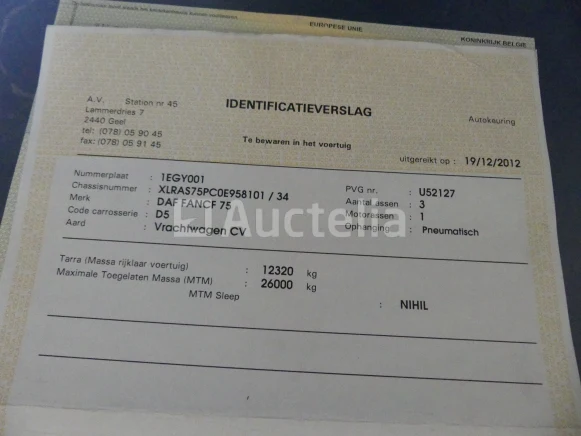 EUROPESE UNIE
KONINKRIJK BELGIE
A.V. Station nr 45
Lammerdries 7
2440 Geel
tel: (078) 05 90 45
fax: (078) 05 91 45
IDENTIFICATIEVERSLAG
Autokeuring
Te bewaren in het voertuig
uitgereikt op : 19/12/2012
Nummerplaat : 1EGY001
Chassisnummer : XLRAS75PC0E958101 / 34
Merk : DAF FANCF 75
Code carrosserie : D5
Aard : Vrachtwagen CV
PVG nr. : U52127
Aantal assen : 3
Motorassen : 1
Ophanging : Pneumatisch
Auctelia
Tarra (Massa rijklaar voertuig) : 12320 kg
Maximale Toegelaten Massa (MTM) : 26000 kg
MTM Sleep : NIHIL